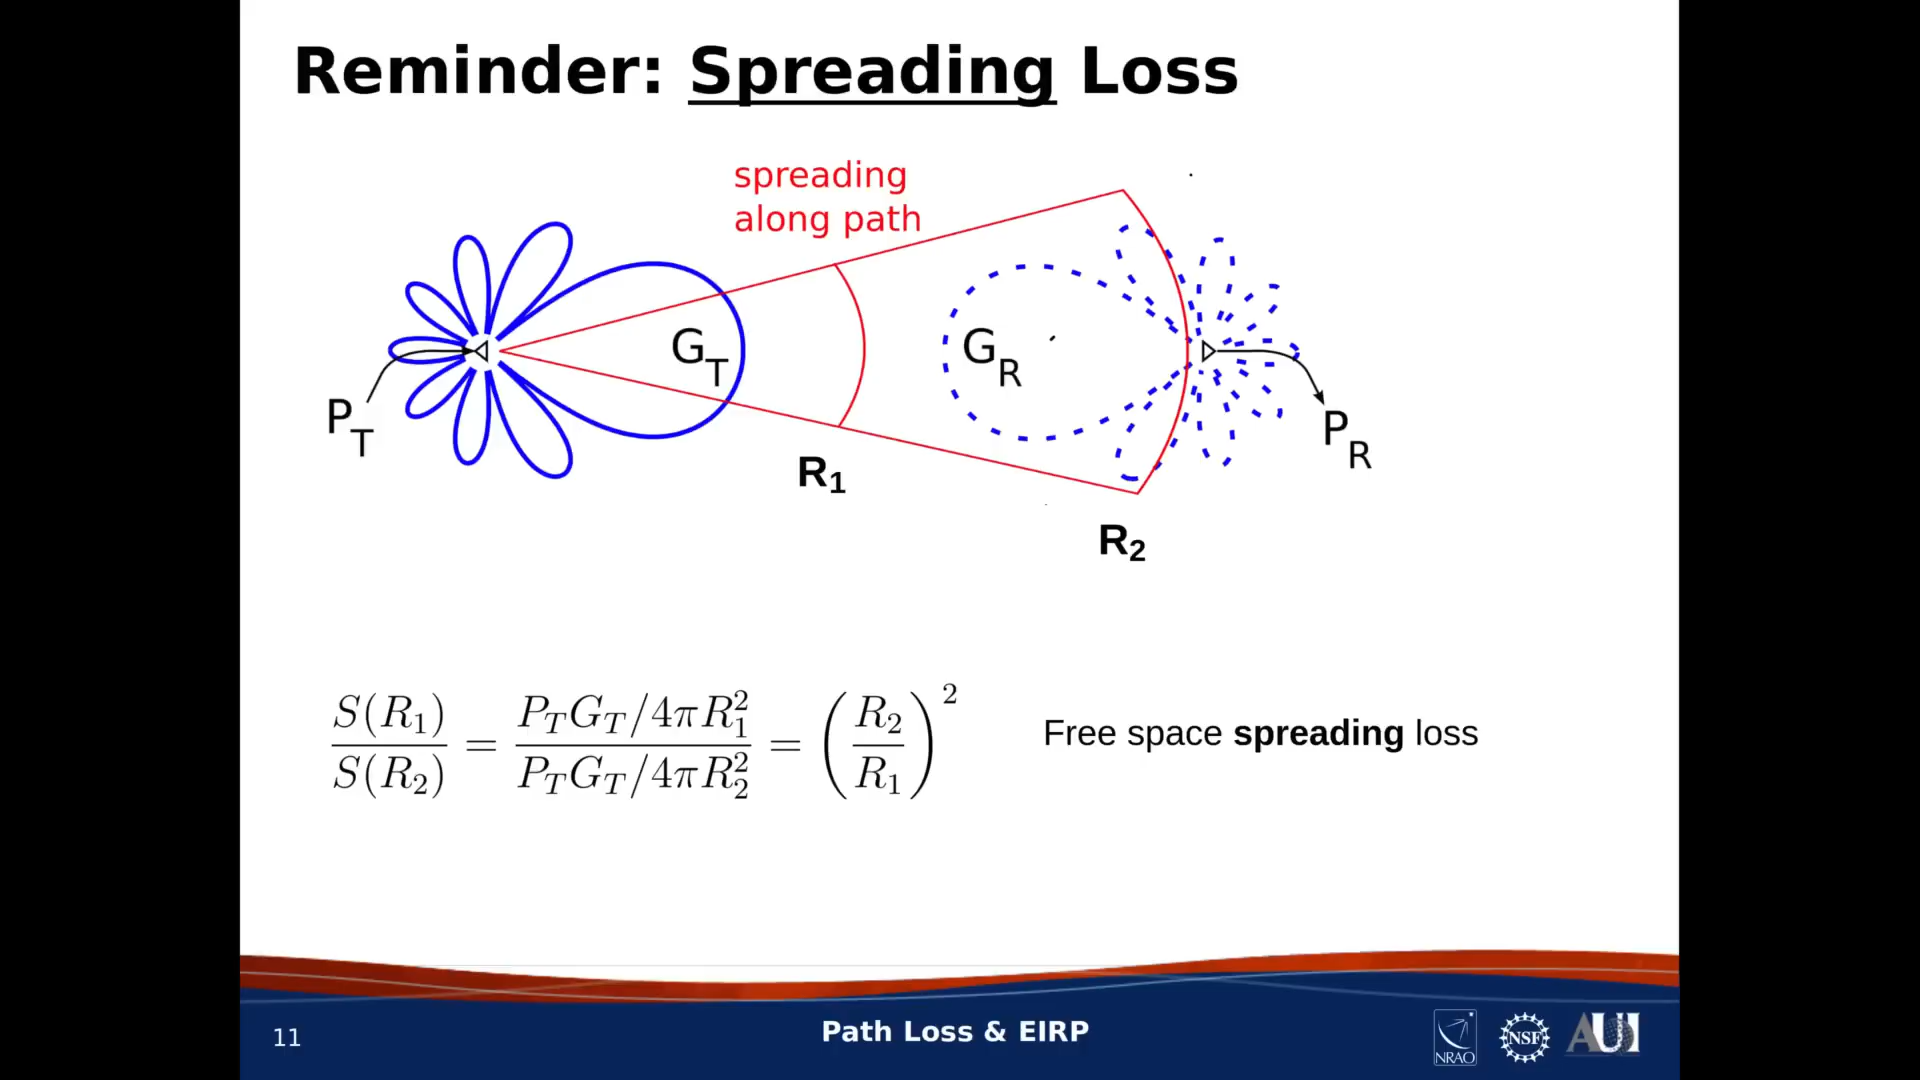 Reminder: Spreading Loss
spreading
along path
G_T
G_R
P_T
P_R
R₁
R₂
S(R₁)/S(R₂) = (P_T G_T/4πR₁²)/(P_T G_T/4πR₂²) = (R₂/R₁)²
Free space spreading loss
11
Path Loss & EIRP
NRAO
NSF
AUI